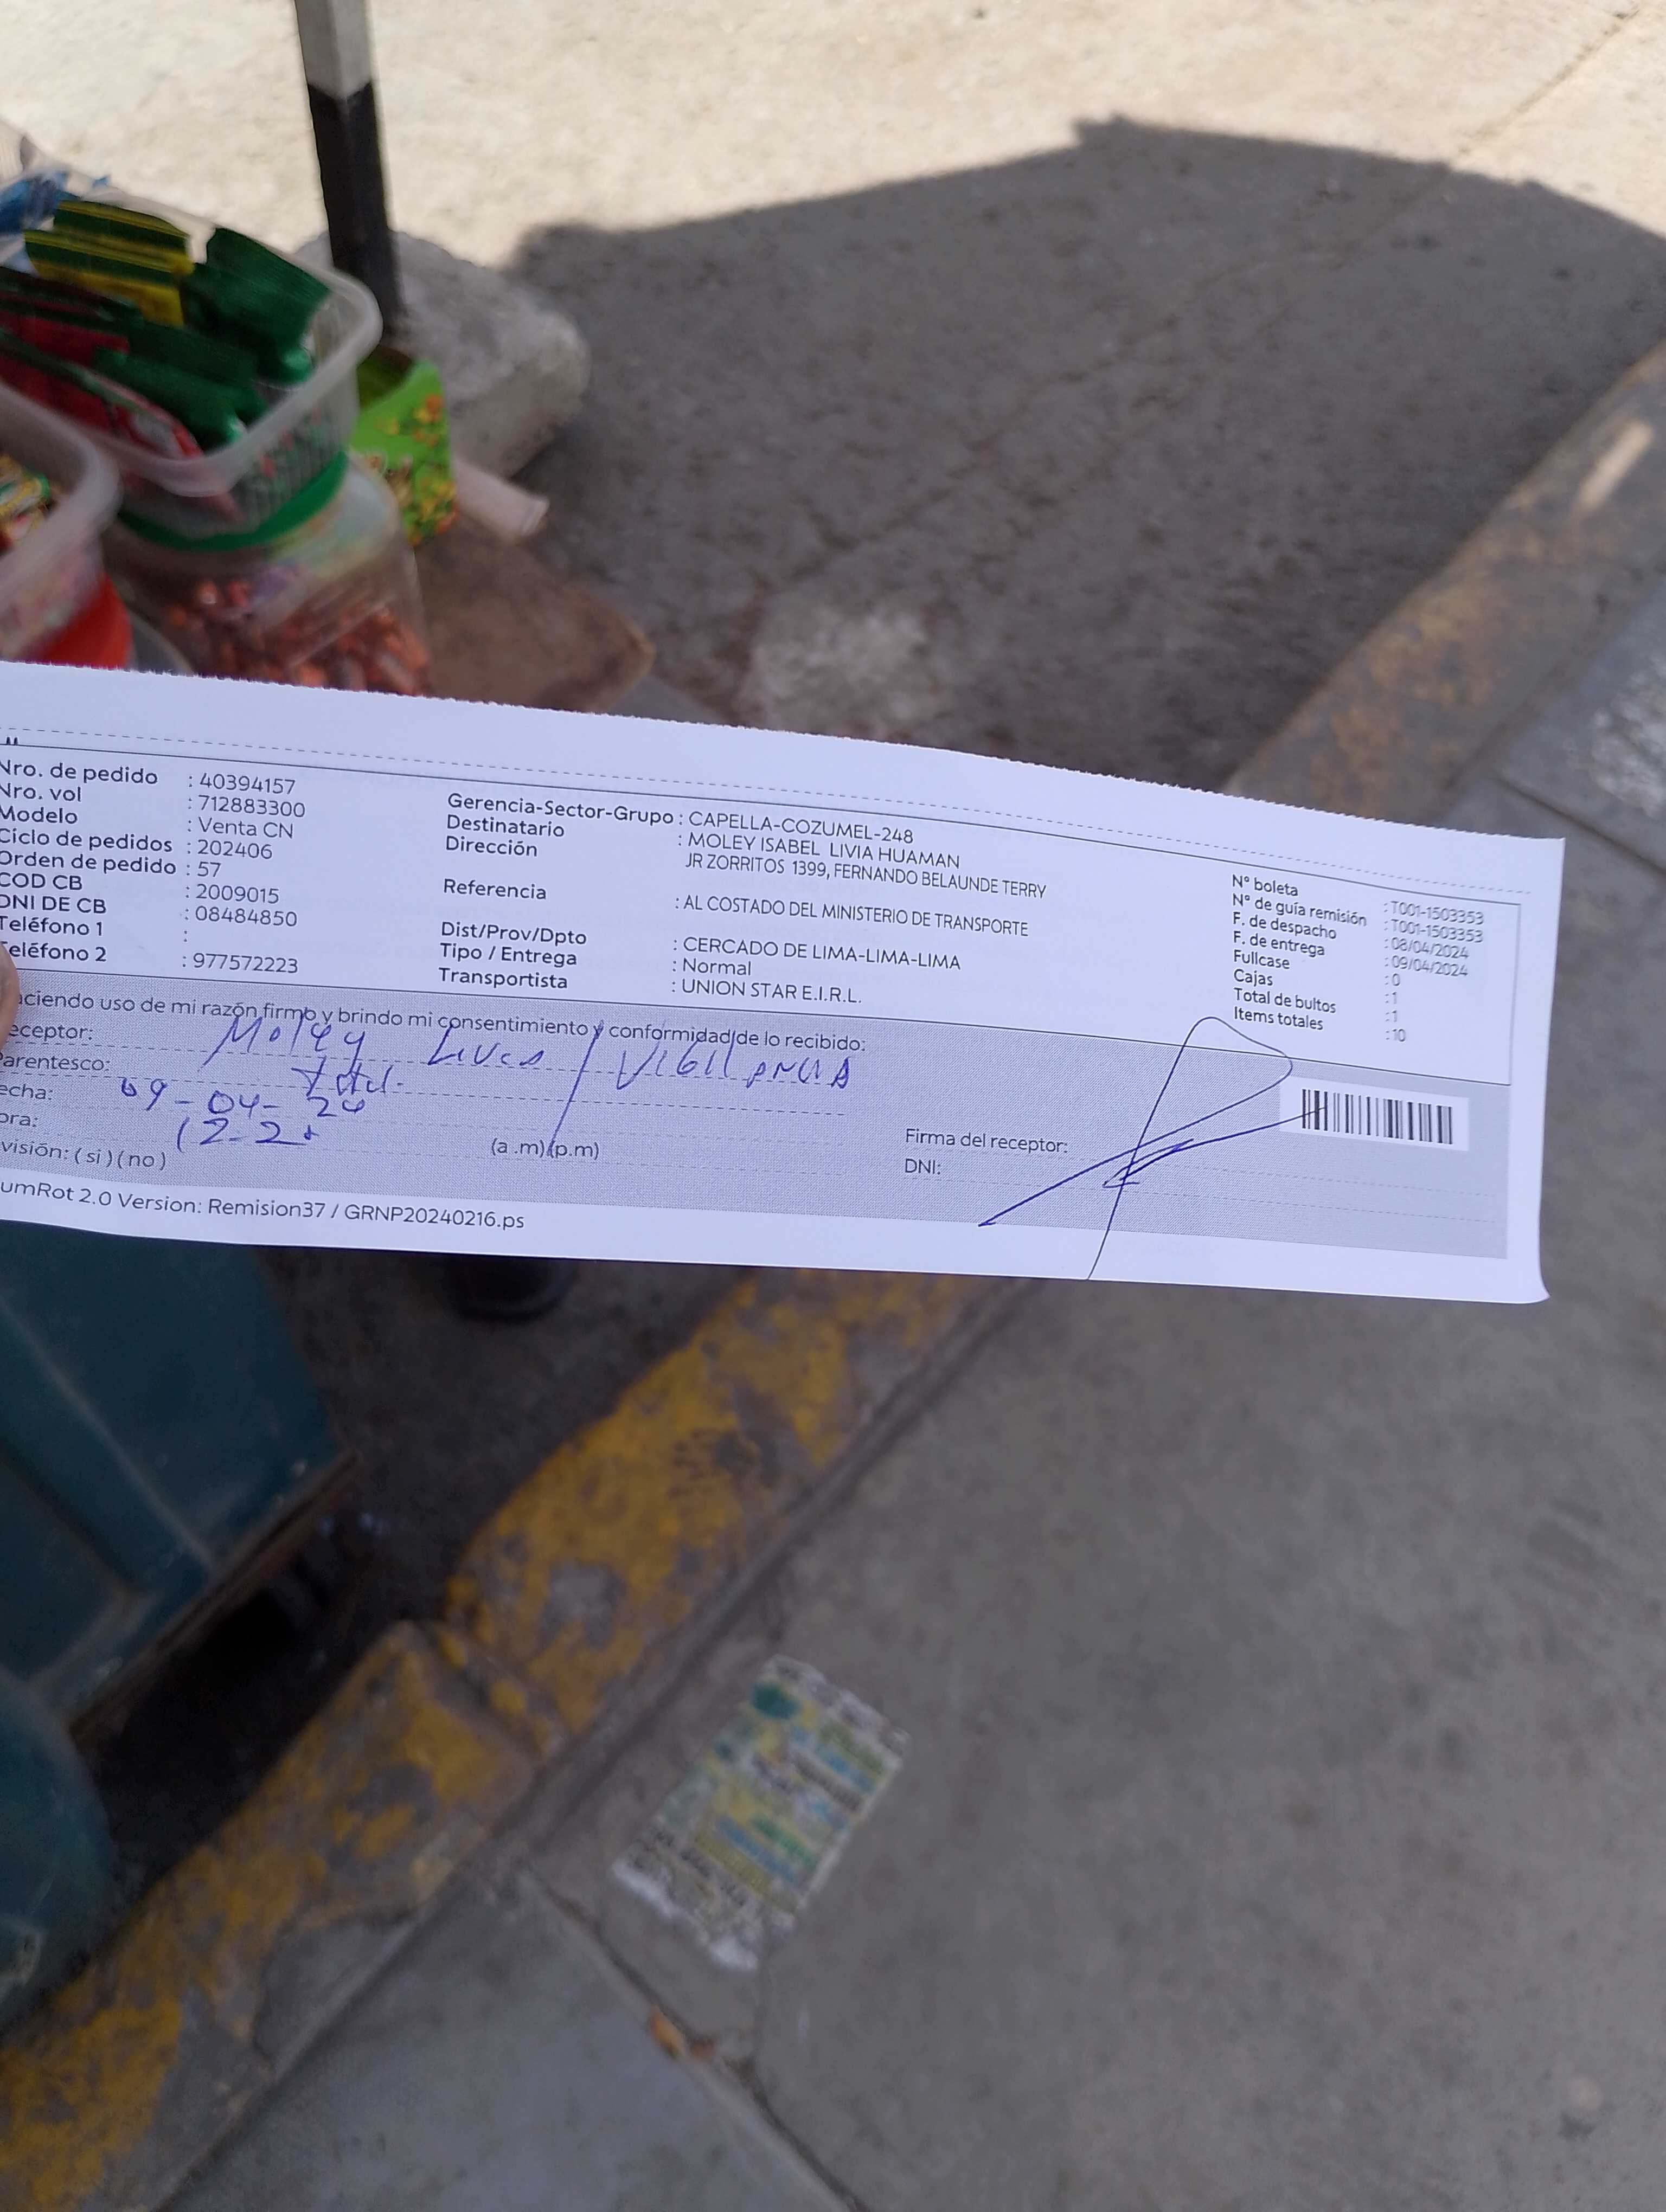 Nro. de pedido : 40394157
Nro. vol : 712883300
Modelo : Venta CN
Ciclo de pedidos : 202406
Orden de pedido : 57
COD CB : 2009015
DNI DE CB : 08484850
Teléfono 1 :
Teléfono 2 : 977572223
Gerencia-Sector-Grupo : CAPELLA-COZUMEL-248
Destinatario : MOLEY ISABEL LIVIA HUAMAN
Dirección JR ZORRITOS 1399, FERNANDO BELAUNDE TERRY
Referencia : AL COSTADO DEL MINISTERIO DE TRANSPORTE
Dist/Prov/Dpto : CERCADO DE LIMA-LIMA-LIMA
Tipo / Entrega : Normal
Transportista : UNION STAR E.I.R.L.
N° boleta : T001-1503353
N° de guía remisión : T001-1503353
F. de despacho : 08/04/2024
F. de entrega : 09/04/2024
Fullcase : 0
Cajas : 1
Total de bultos : 1
Items totales : 10
aciendo uso de mi razón firmo y brindo mi consentimiento y conformidad de lo recibido:
eceptor: Moley / Vigilancia
arentesco:
echa: 09-04-24
ora: (a .m) (p.m)
visión: ( si ) ( no )
Firma del receptor:
DNI:
umRot 2.0 Version: Remision37 / GRNP20240216.ps